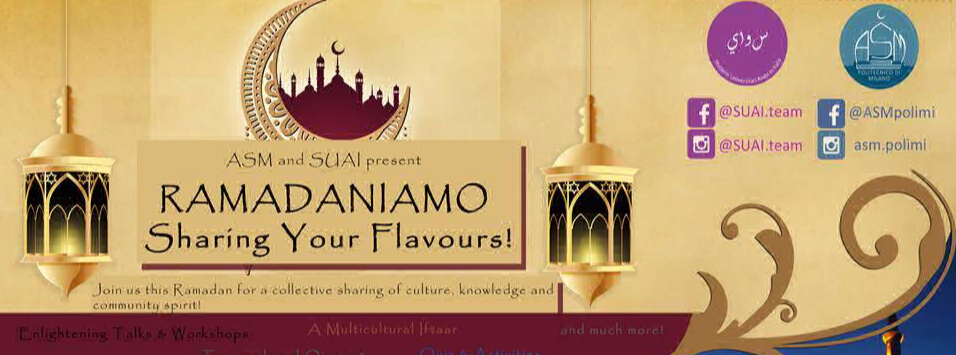 س واي
ASM
POLITECNICO DI
MILANO
@SUAI.team
@ASMpolimi
@SUAI.team
asm.polimi
ASM and SUAI present
RAMADANIAMO
Sharing Your Flavours!
Join us this Ramadan for a collective sharing of culture, knowledge and
community spirit!
Enlightening Talks & Workshops
A Multicultural Iftaar
and much more!
Quiz & Activities